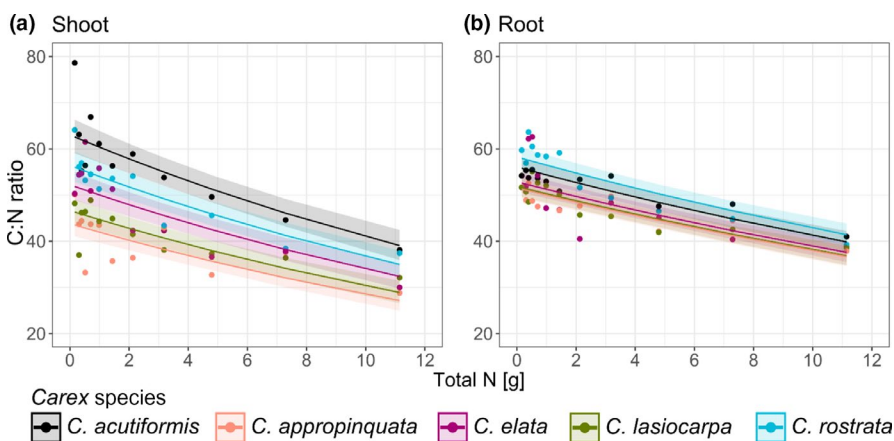 (a) Shoot
(b) Root
C:N ratio
80
60
40
20
0
2
4
6
8
10
12
80
60
40
20
0
2
4
6
8
10
12
Total N [g]
Carex species
C. acutiformis
C. appropinquata
C. elata
C. lasiocarpa
C. rostrata